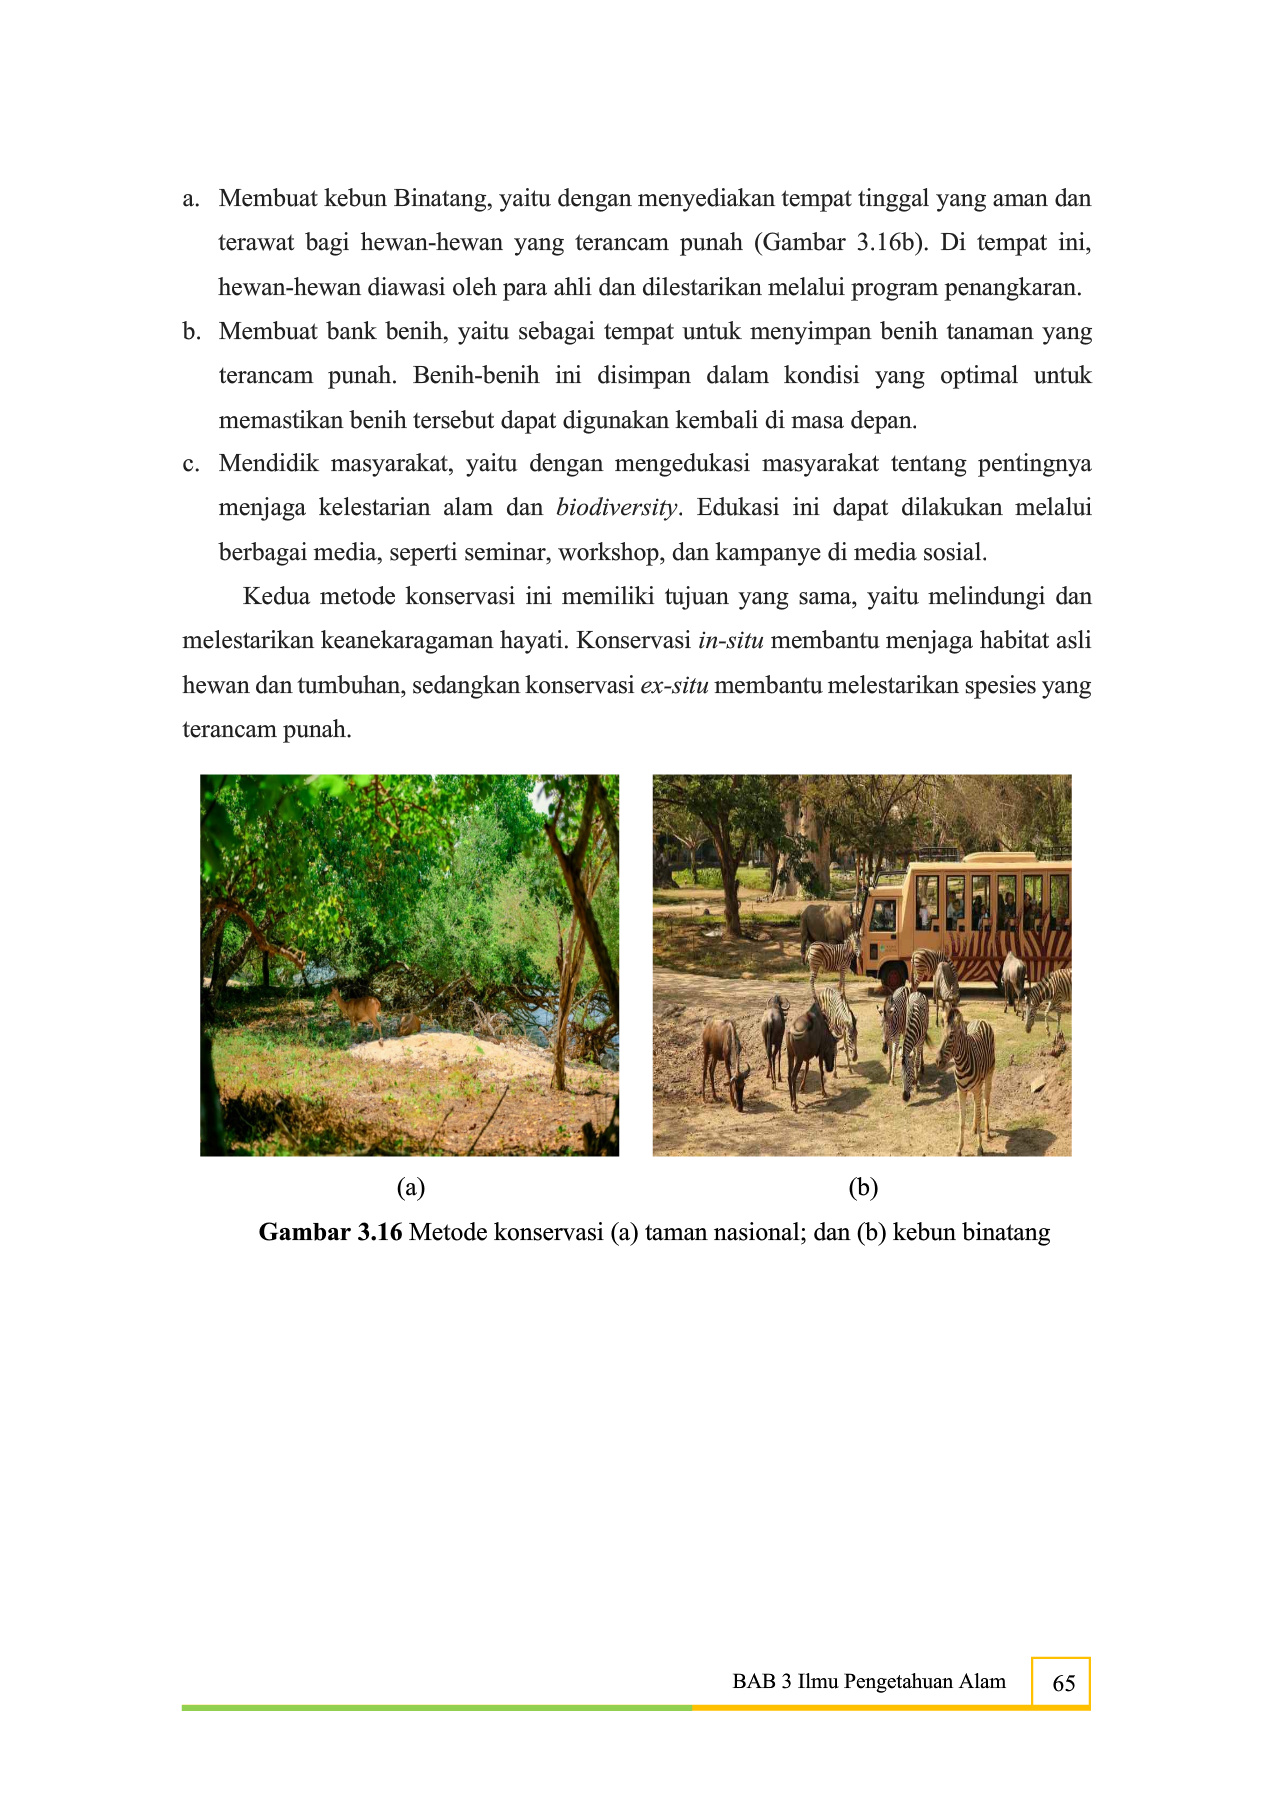 a. Membuat kebun Binatang, yaitu dengan menyediakan tempat tinggal yang aman dan
terawat bagi hewan-hewan yang terancam punah (Gambar 3.16b). Di tempat ini,
hewan-hewan diawasi oleh para ahli dan dilestarikan melalui program penangkaran.
b. Membuat bank benih, yaitu sebagai tempat untuk menyimpan benih tanaman yang
terancam punah. Benih-benih ini disimpan dalam kondisi yang optimal untuk
memastikan benih tersebut dapat digunakan kembali di masa depan.
c. Mendidik masyarakat, yaitu dengan mengedukasi masyarakat tentang pentingnya
menjaga kelestarian alam dan biodiversity. Edukasi ini dapat dilakukan melalui
berbagai media, seperti seminar, workshop, dan kampanye di media sosial.
Kedua metode konservasi ini memiliki tujuan yang sama, yaitu melindungi dan
melestarikan keanekaragaman hayati. Konservasi in-situ membantu menjaga habitat asli
hewan dan tumbuhan, sedangkan konservasi ex-situ membantu melestarikan spesies yang
terancam punah.
(a) (b)
Gambar 3.16 Metode konservasi (a) taman nasional; dan (b) kebun binatang
BAB 3 Ilmu Pengetahuan Alam 65